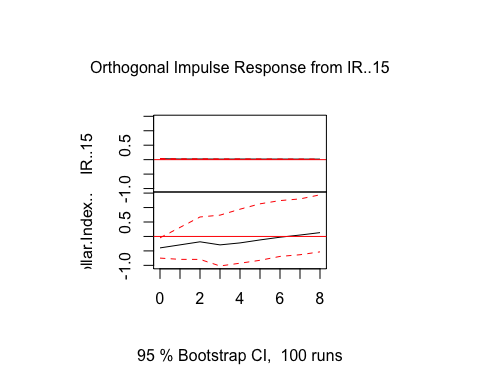 Orthogonal Impulse Response from IR..15
IR..15
0.5
-1.0
ollar.Index..
0.5
-1.0
0 2 4 6 8
95 % Bootstrap CI, 100 runs